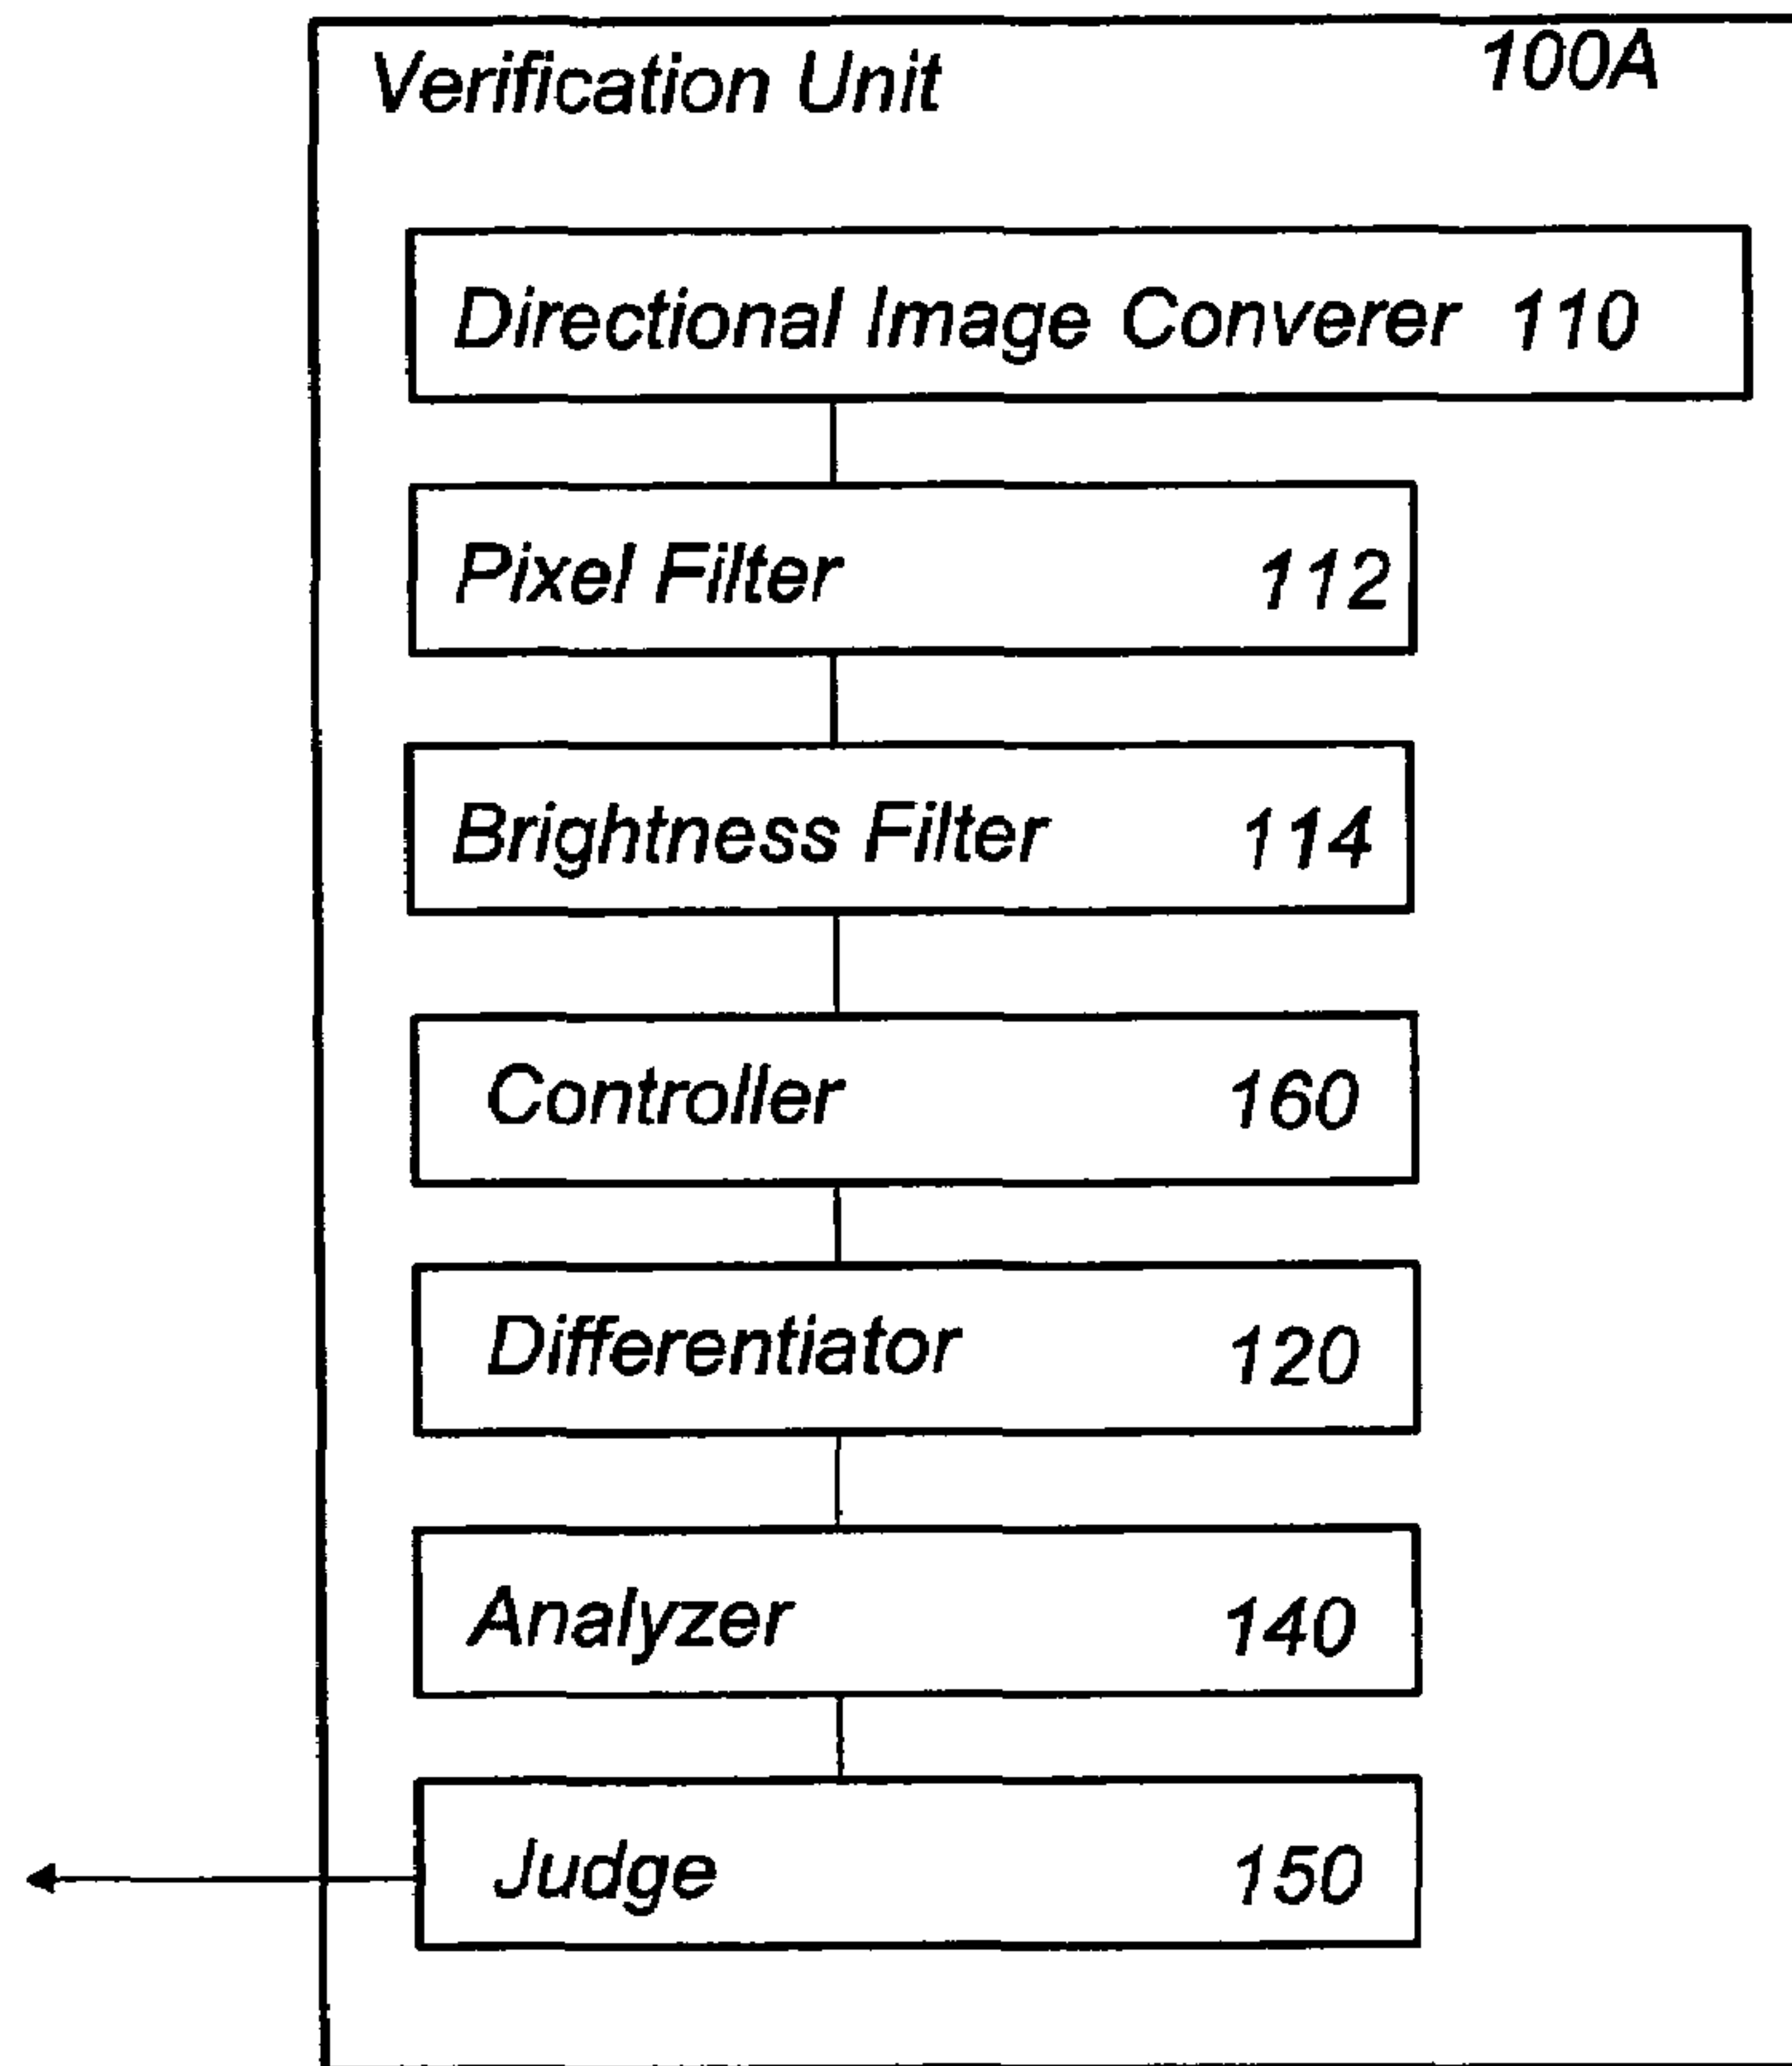 Verification Unit 100A
Directional Image Converer 110
Pixel Filter 112
Brightness Filter 114
Controller 160
Differentiator 120
Analyzer 140
Judge 150